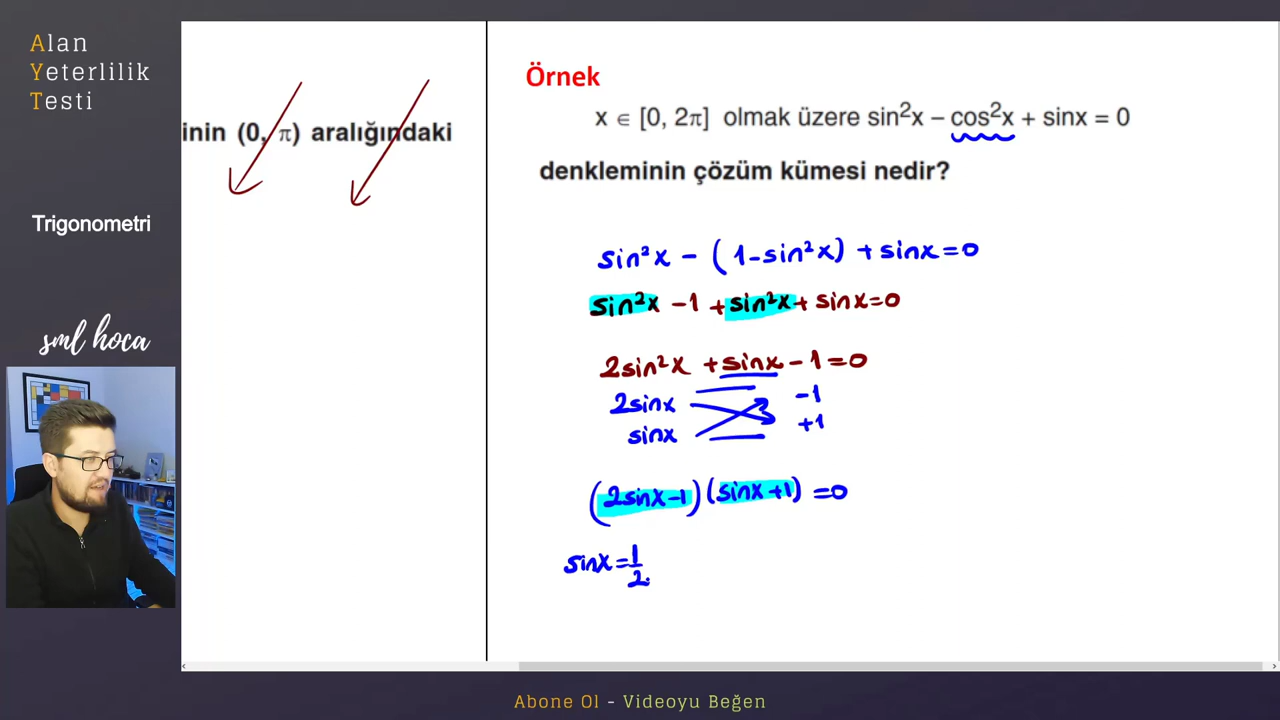 Alan
Yeterlilik
Testi
Trigonometri
sml hoca
inin (0, π) aralığındaki
Örnek
x ∈ [0, 2π] olmak üzere sin²x – cos²x + sinx = 0
denkleminin çözüm kümesi nedir?
sin²x – (1-sin²x) + sinx = 0
sin²x -1 + sin²x + sinx = 0
2sin²x + sinx - 1 = 0
2sinx -1
sinx +1
(2sinx-1)(sinx+1) = 0
sinx = 1/2
Abone Ol - Videoyu Beğen